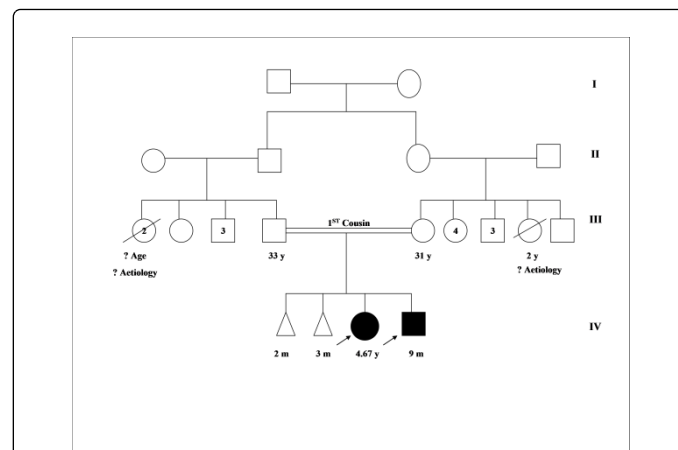 I
II
1ST Cousin
III
2
3
4
3
? Age
33 y
31 y
2 y
? Aetiology
? Aetiology
IV
2 m
3 m
4.67 y
9 m